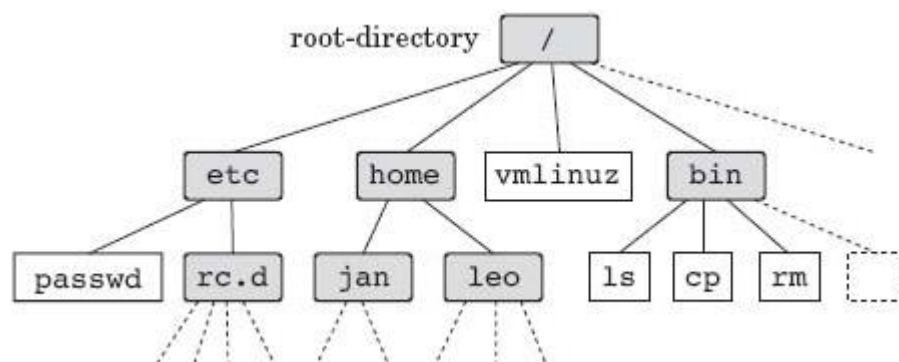 root-directory /
etc home vmlinuz bin
passwd rc.d jan leo ls cp rm